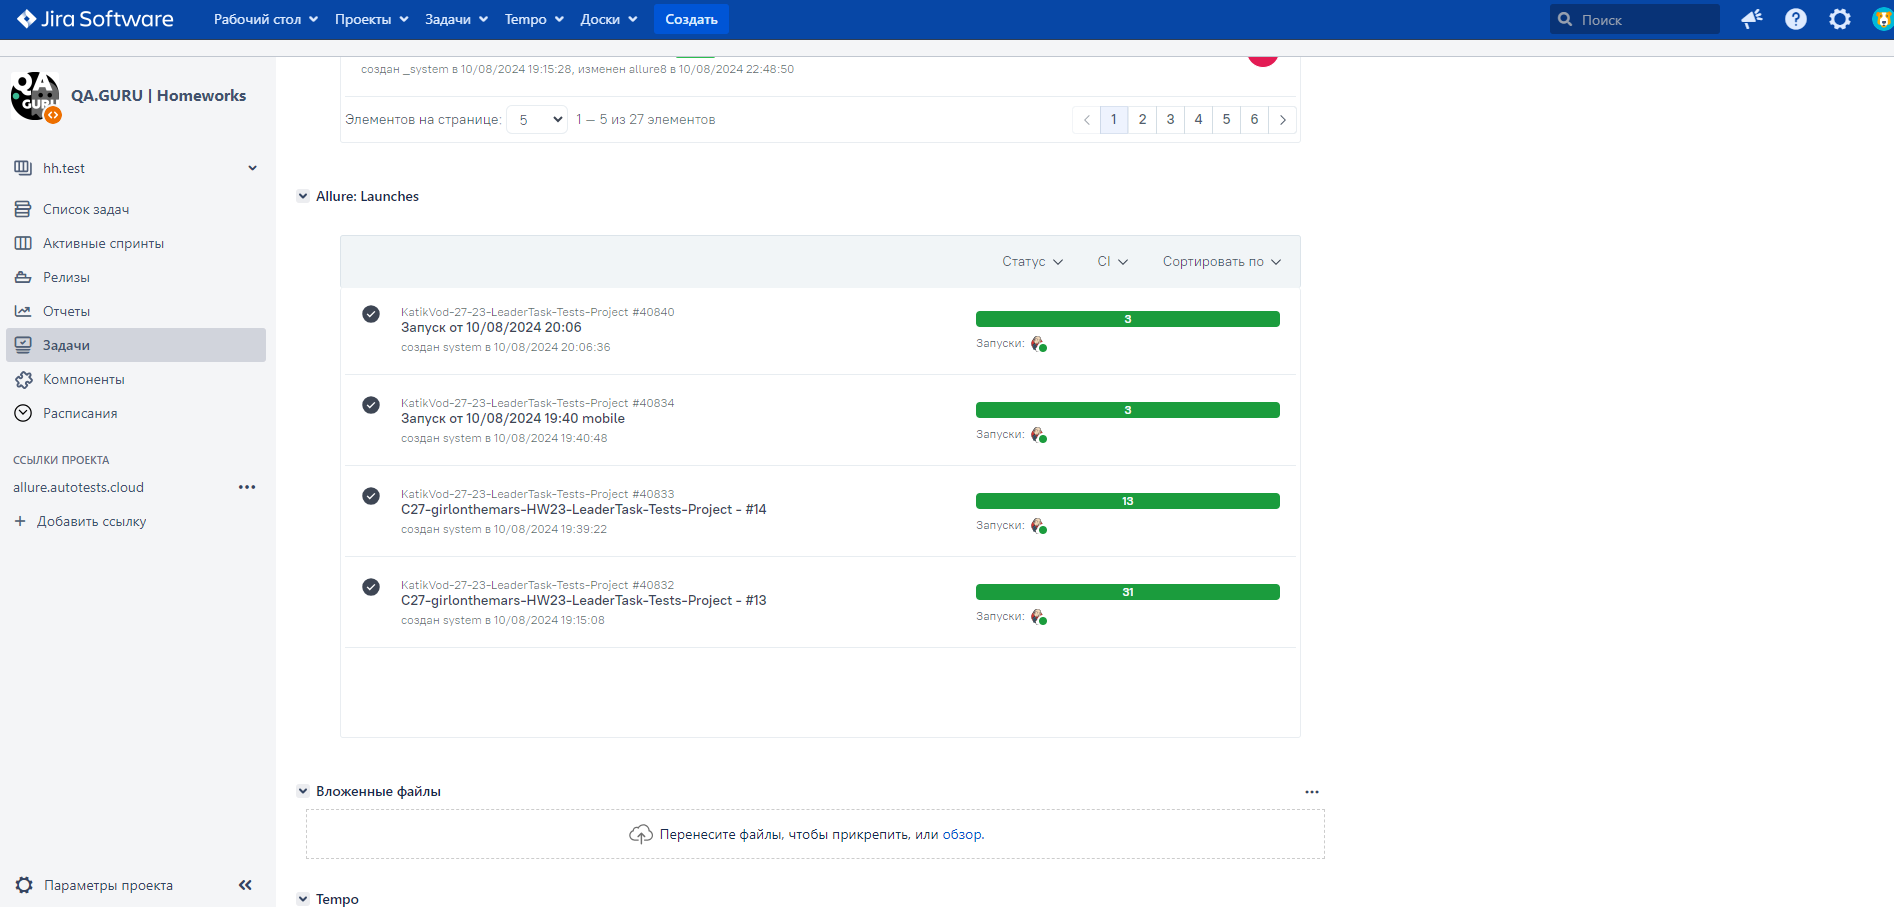 Jira Software
Рабочий стол Проекты Задачи Tempo Доски Создать Поиск
QA GURU
QA.GURU | Homeworks
hh.test
Список задач
Активные спринты
Релизы
Отчеты
Задачи
Компоненты
Расписания
ССЫЛКИ ПРОЕКТА
allure.autotests.cloud
Добавить ссылку
Параметры проекта
создан _system в 10/08/2024 19:15:28, изменен allure8 в 10/08/2024 22:48:50
Элементов на странице: 5 1 — 5 из 27 элементов 1 2 3 4 5 6
Allure: Launches
Статус CI Сортировать по
KatikVod-27-23-LeaderTask-Tests-Project #40840
Запуск от 10/08/2024 20:06
создан system в 10/08/2024 20:06:36
3
Запуски:
KatikVod-27-23-LeaderTask-Tests-Project #40834
Запуск от 10/08/2024 19:40 mobile
создан system в 10/08/2024 19:40:48
3
Запуски:
KatikVod-27-23-LeaderTask-Tests-Project #40833
C27-girlonthemars-HW23-LeaderTask-Tests-Project - #14
создан system в 10/08/2024 19:39:22
13
Запуски:
KatikVod-27-23-LeaderTask-Tests-Project #40832
C27-girlonthemars-HW23-LeaderTask-Tests-Project - #13
создан system в 10/08/2024 19:15:08
31
Запуски:
Вложенные файлы
Перенесите файлы, чтобы прикрепить, или обзор.
Tempo